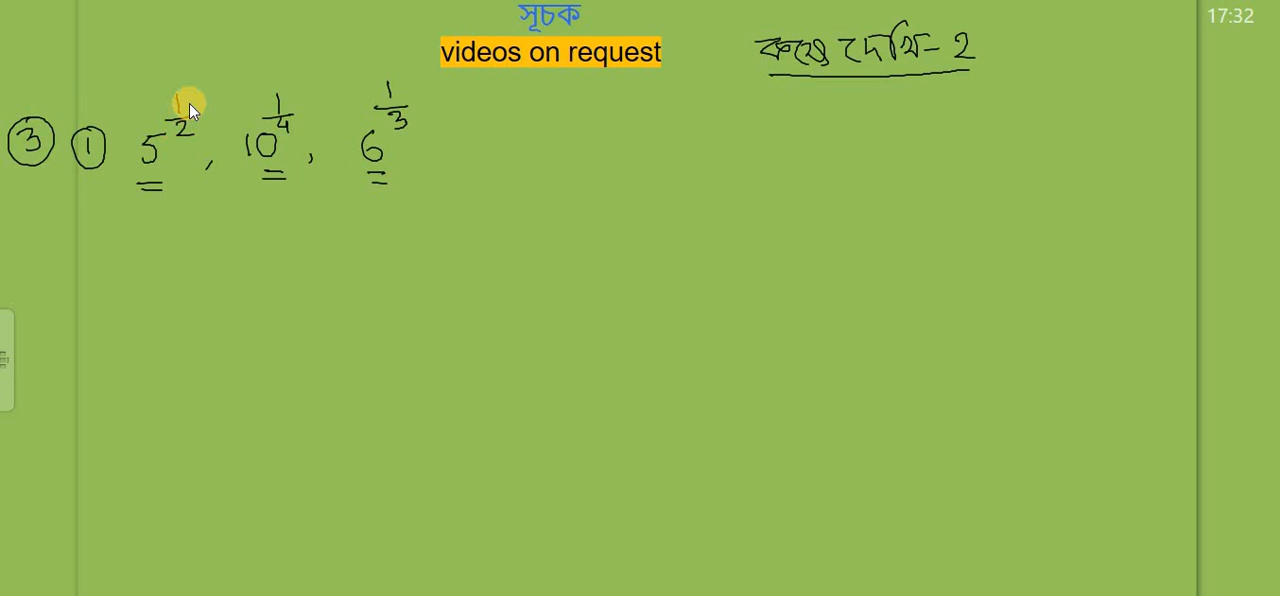 সূচক
17:32
videos on request
কষে দেখি- 2
③ ① 5^{1/2}, 10^{1/4}, 6^{1/3}